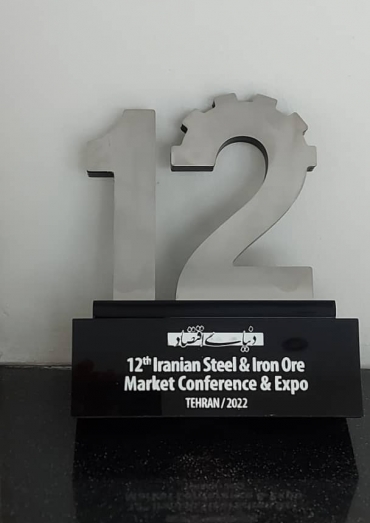 12
دنیای اقتصاد
12th Iranian Steel & Iron Ore
Market Conference & Expo
TEHRAN / 2022